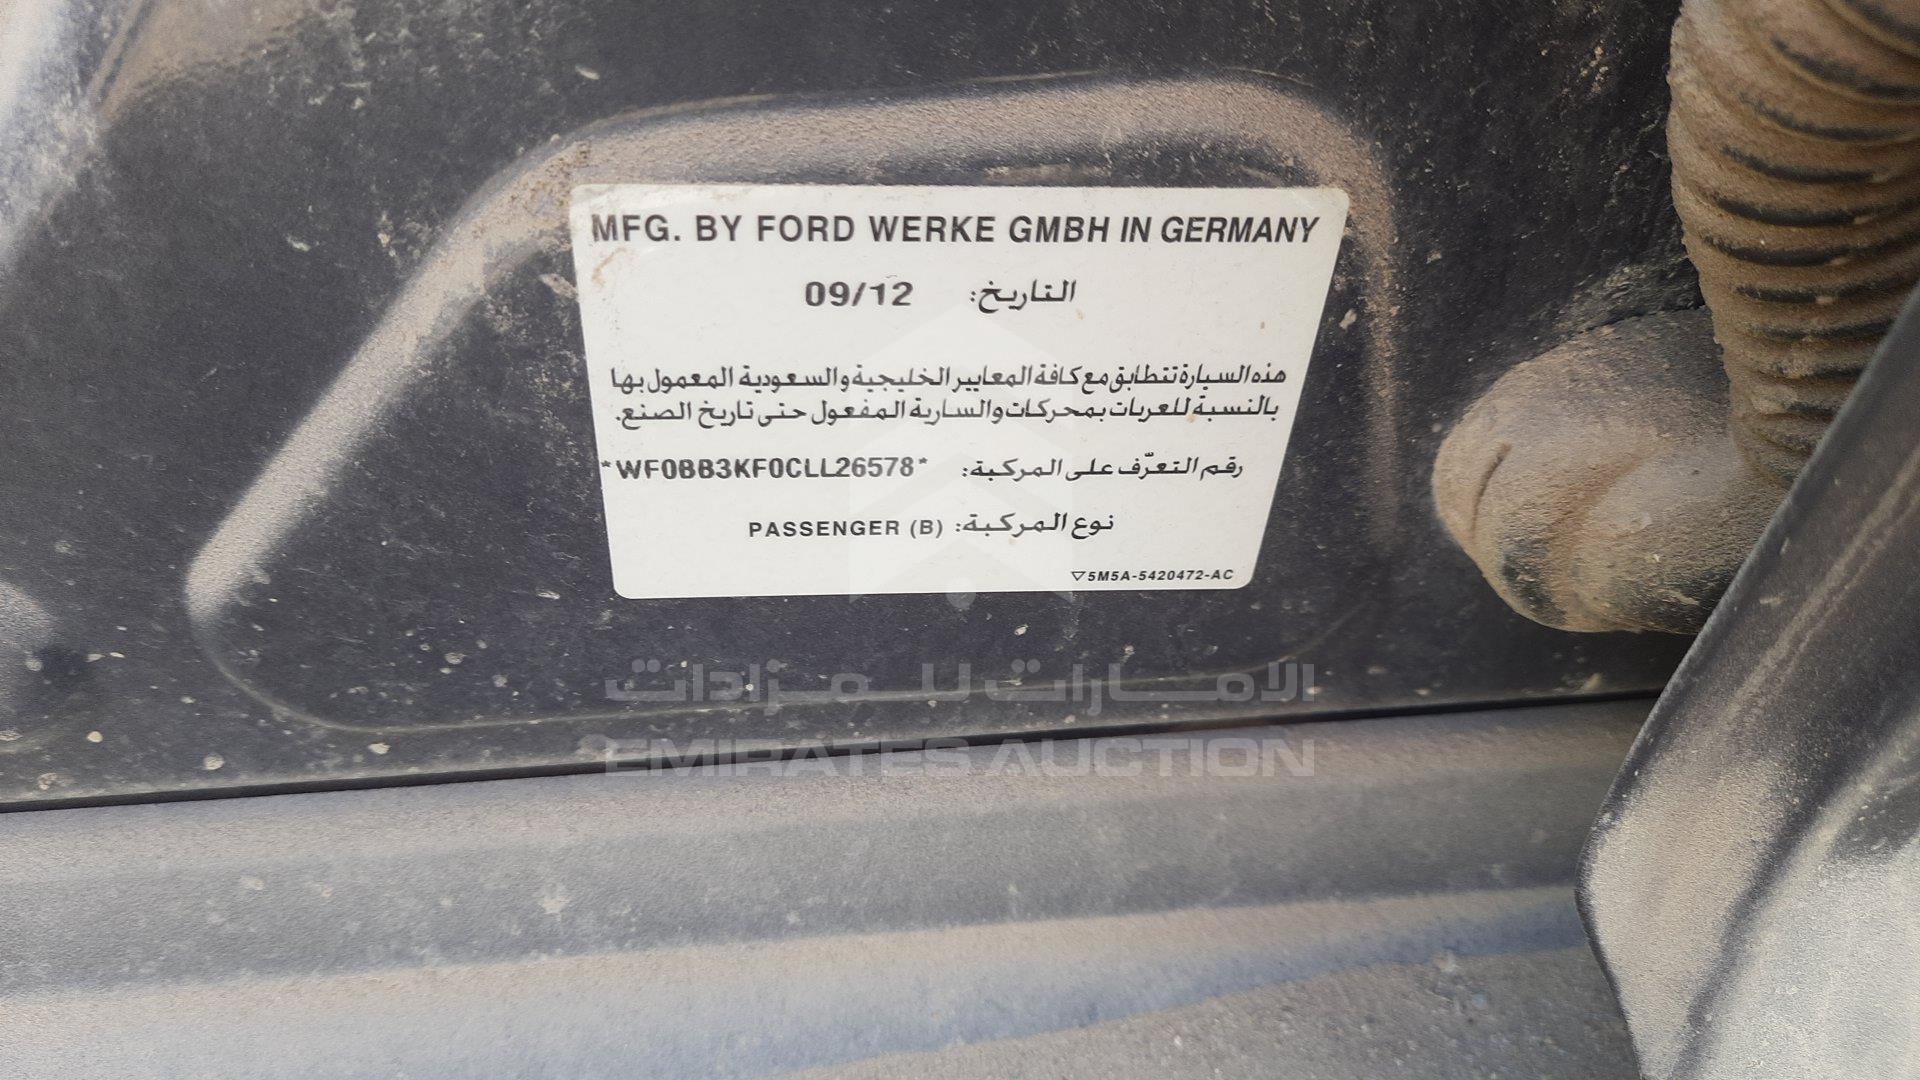 MFG. BY FORD WERKE GMBH IN GERMANY
التاريخ: 09/12
هذه السيارة تتطابق مع كافة المعايير الخليجية والسعودية المعمول بها
بالنسبة للعربات بمحركات والسارية المفعول حتى تاريخ الصنع.
رقم التعرّف على المركبة: *WF0BB3KF0CLL26578*
نوع المركبة: PASSENGER (B)
▽5M5A-5420472-AC
الامارات للمزادات
EMIRATES AUCTION